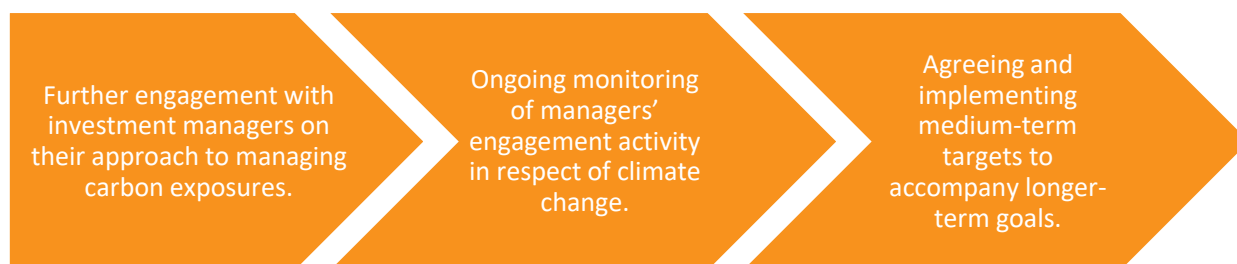 Further engagement with
investment managers on
their approach to managing
carbon exposures.
Ongoing monitoring
of managers’
engagement activity
in respect of climate
change.
Agreeing and
implementing
medium-term
targets to
accompany longer-
term goals.